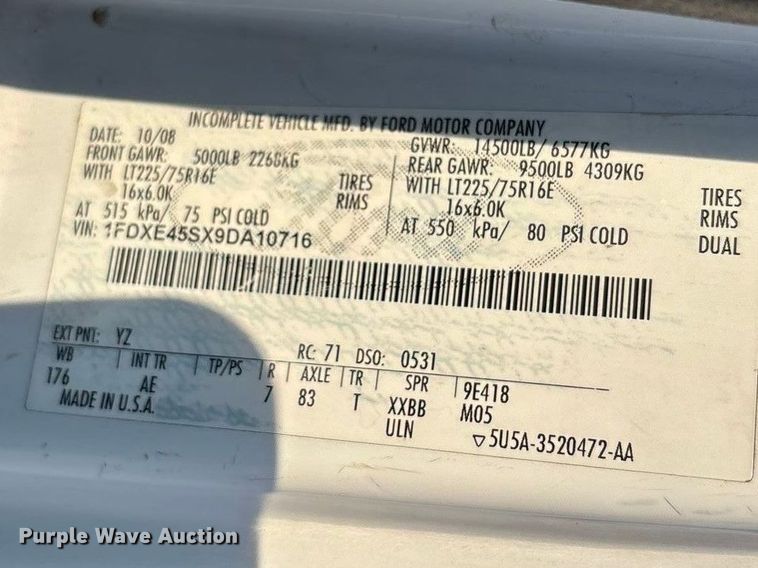 INCOMPLETE VEHICLE MFD. BY FORD MOTOR COMPANY
DATE: 10/08
GVWR: 14500LB/ 6577KG
FRONT GAWR: 5000LB 2268KG
REAR GAWR: 9500LB 4309KG
WITH LT225/75R16E TIRES
WITH LT225/75R16E TIRES
16x6.0K RIMS
16x6.0K RIMS
AT 515 kPa/ 75 PSI COLD
AT 550 kPa/ 80 PSI COLD DUAL
VIN: 1FDXE45SX9DA10716
EXT PNT: YZ RC: 71 DSO: 0531
WB INT TR TP/PS R AXLE TR SPR 9E418
176 AE 7 83 T XXBB M05
MADE IN U.S.A. ULN ▽5U5A-3520472-AA
Purple Wave Auction